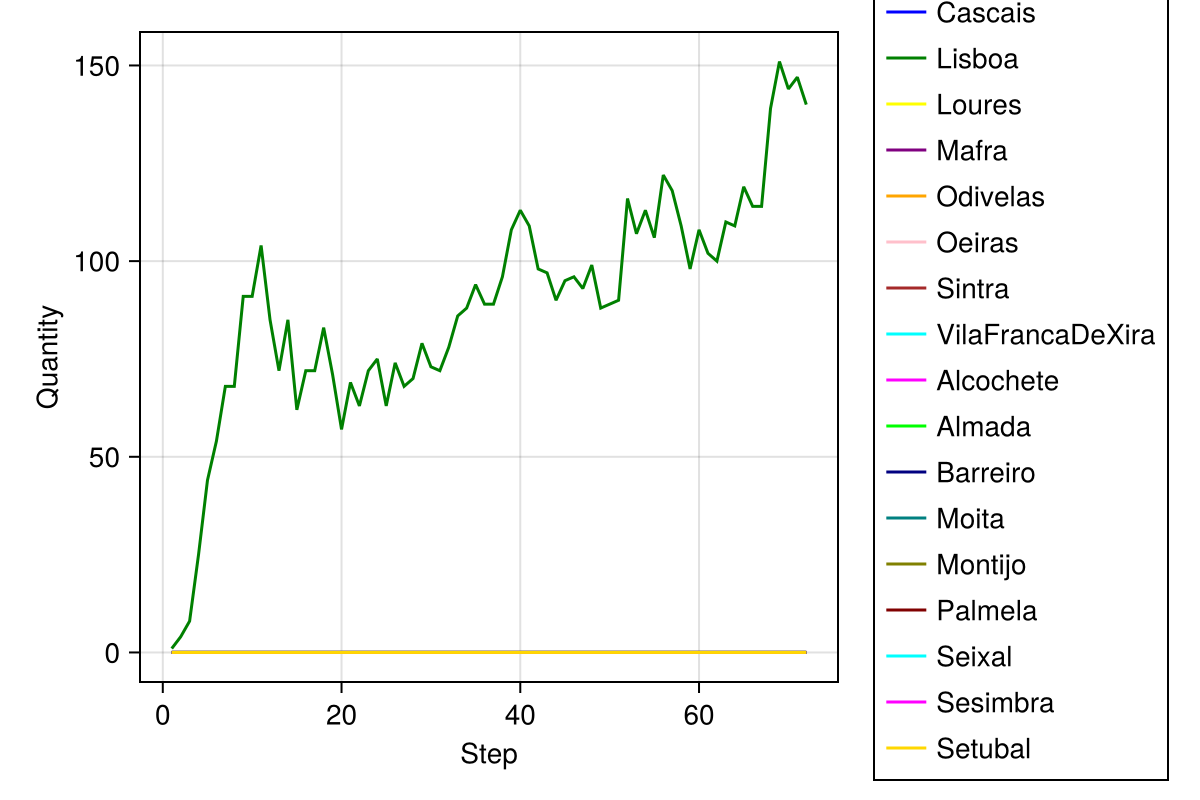 150
100
50
0
Quantity
0 20 40 60
Step
Cascais
Lisboa
Loures
Mafra
Odivelas
Oeiras
Sintra
VilaFrancaDeXira
Alcochete
Almada
Barreiro
Moita
Montijo
Palmela
Seixal
Sesimbra
Setubal